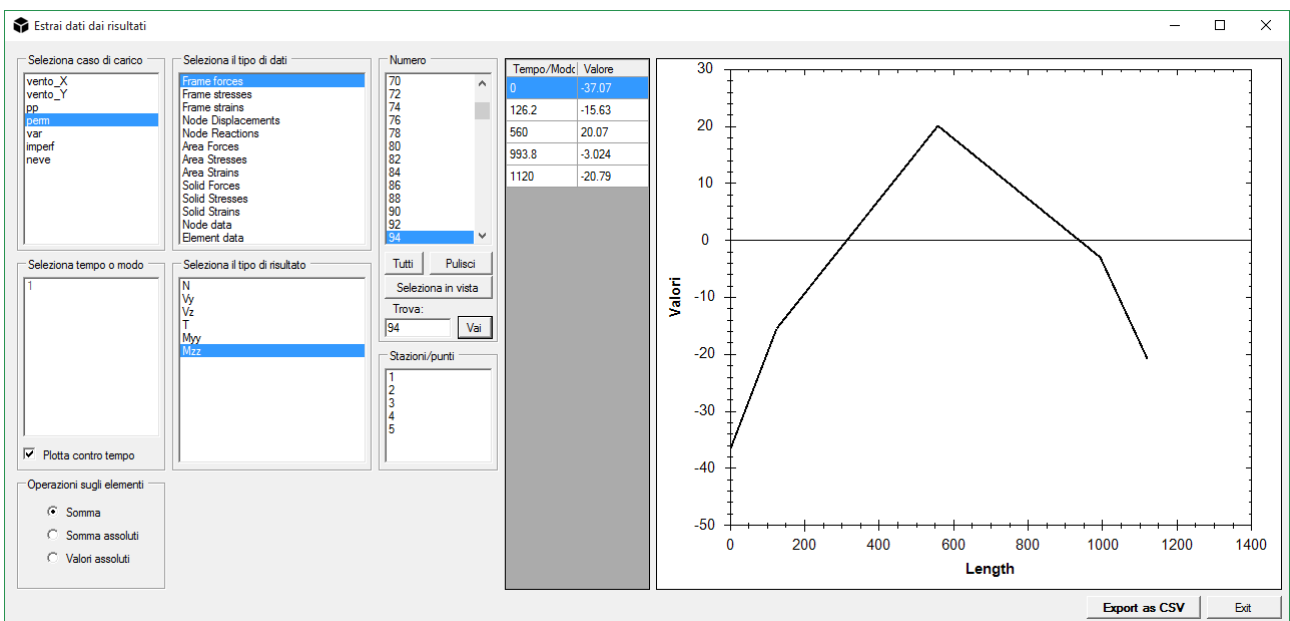 Estrai dati dai risultati
Seleziona caso di carico
vento_X
vento_Y
pp
perm
var
imperf
neve
Seleziona il tipo di dati
Frame forces
Frame stresses
Frame strains
Node Displacements
Node Reactions
Area Forces
Area Stresses
Area Strains
Solid Forces
Solid Stresses
Solid Strains
Node data
Element data
Numero
70
72
74
76
78
80
82
84
86
88
90
92
94
Tutti Pulisci
Seleziona in vista
Trova:
94 Vai
Seleziona tempo o modo
1
Plotta contro tempo
Seleziona il tipo di risultato
N
Vy
Vz
T
Myy
Mzz
Stazioni/punti
1
2
3
4
5
Operazioni sugli elementi
Somma
Somma assoluti
Valori assoluti
Tempo/Modo Valore
0 -37.07
126.2 -15.63
560 20.07
993.8 -3.024
1120 -20.79
Valori
30
20
10
0
-10
-20
-30
-40
-50
0 200 400 600 800 1000 1200 1400
Length
Export as CSV Exit